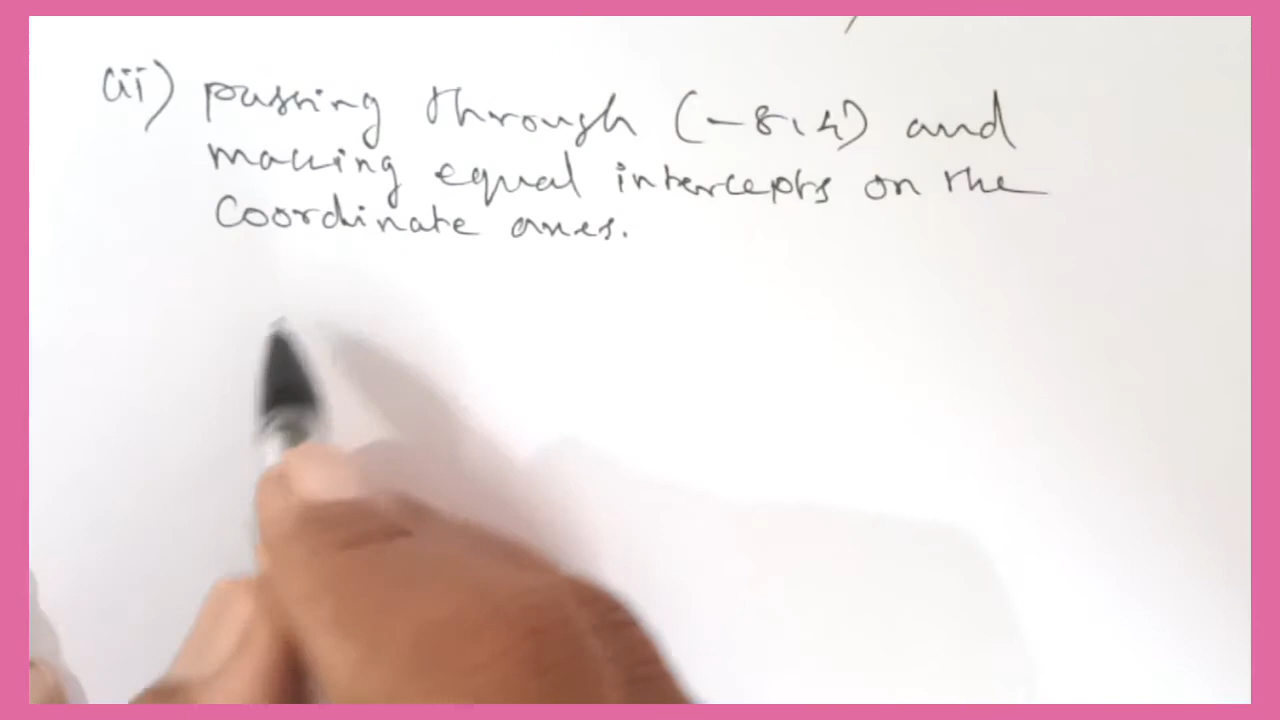 (ii) passing through (-8, 4) and
making equal intercepts on the
Coordinate axes.